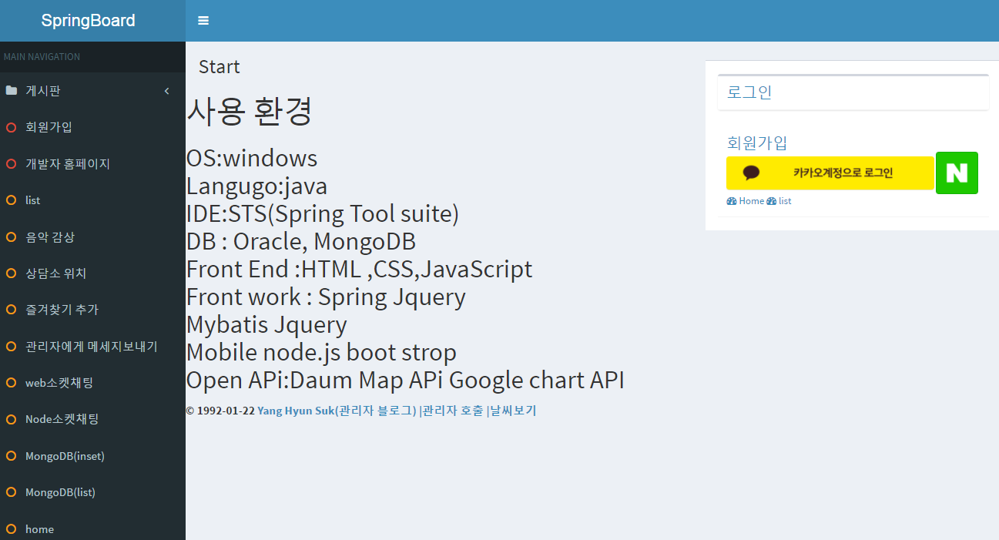 SpringBoard
MAIN NAVIGATION
게시판
회원가입
개발자 홈페이지
list
음악 감상
상담소 위치
즐겨찾기 추가
관리자에게 메세지보내기
web소켓채팅
Node소켓채팅
MongoDB(inset)
MongoDB(list)
home
Start
사용 환경
OS:windows
Langugo:java
IDE:STS(Spring Tool suite)
DB : Oracle, MongoDB
Front End :HTML ,CSS,JavaScript
Front work : Spring Jquery
Mybatis Jquery
Mobile node.js boot strop
Open APi:Daum Map APi Google chart API
© 1992-01-22 Yang Hyun Suk(관리자 블로그) |관리자 호출 |날씨보기
로그인
회원가입
카카오계정으로 로그인
N
Home list